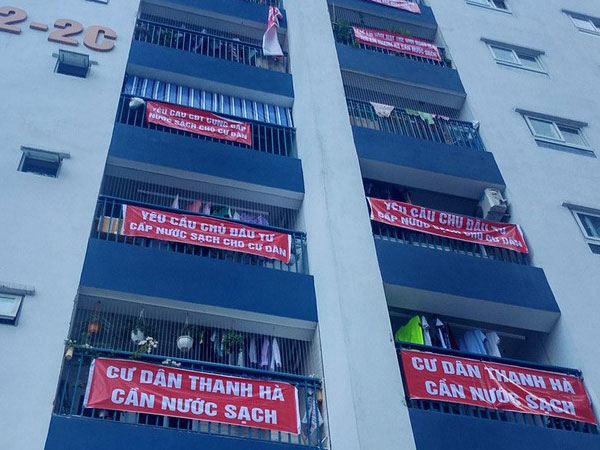 2-2C
YÊU CẦU CĐT CUNG CẤP
NƯỚC SẠCH CHO CƯ DÂN
YÊU CẦU CHỦ ĐẦU TƯ
CẤP NƯỚC SẠCH CHO CƯ DÂN
YÊU CẦU CHỦ ĐẦU TƯ
CẤP NƯỚC SẠCH CHO CƯ DÂN
CƯ DÂN THANH HÀ
CẦN NƯỚC SẠCH
CƯ DÂN THANH HÀ
CẦN NƯỚC SẠCH